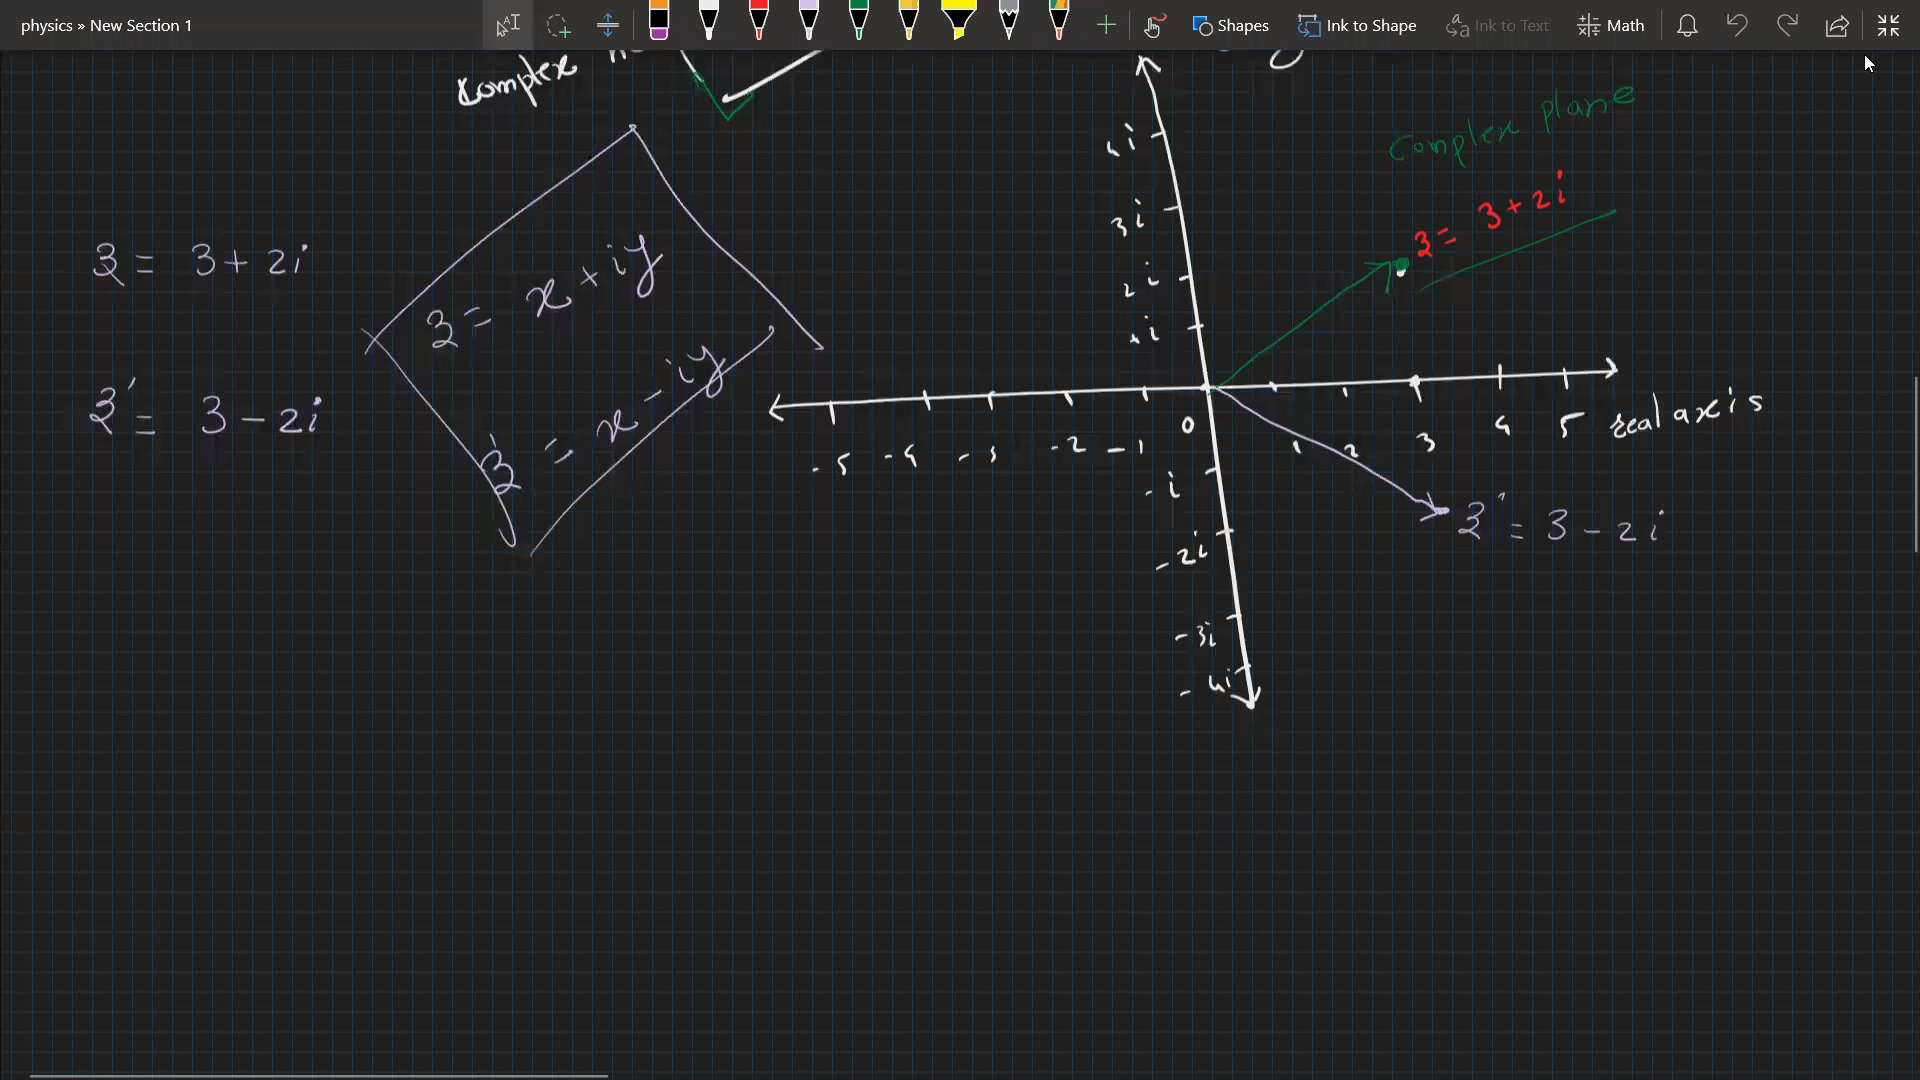 physics » New Section 1
Shapes
Ink to Shape
Ink to Text
Math
Complex
Complex plane
4i
3i
2i
+i
z = 3+2i
z = 3+2i
z = x+iy
z' = x-iy
z' = 3-2i
real axis
-5 -4 -3 -2 -1 0 1 2 3 4 5
-i
-2i
-3i
-4i
z' = 3-2i